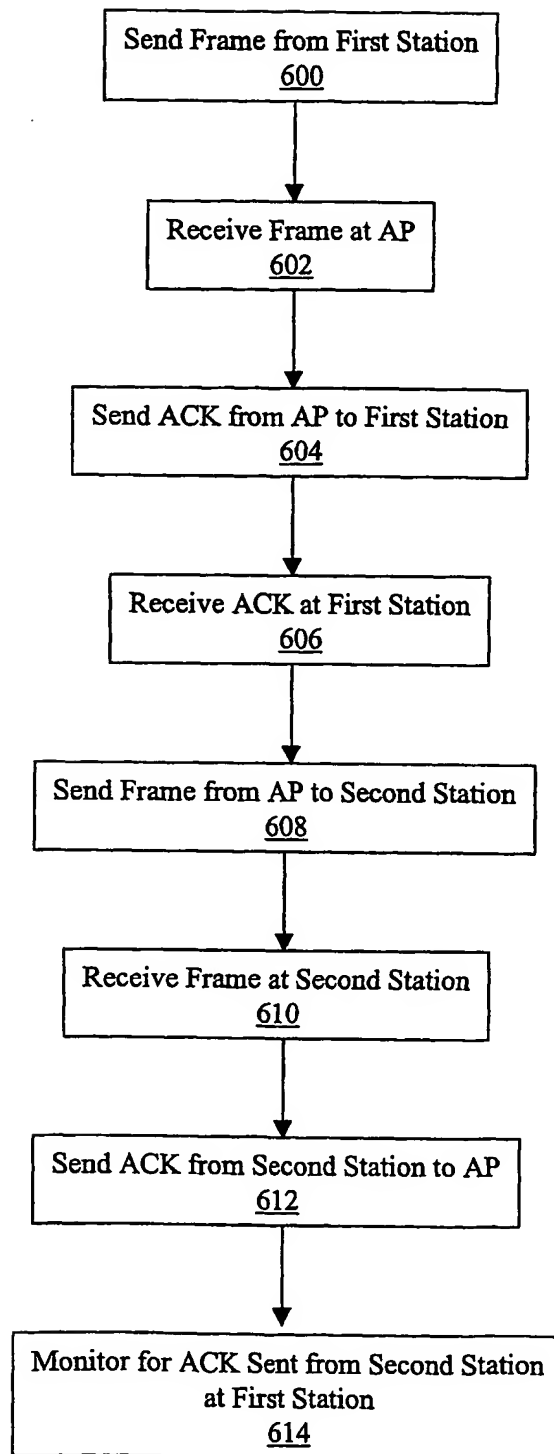 Send Frame from First Station
600
Receive Frame at AP
602
Send ACK from AP to First Station
604
Receive ACK at First Station
606
Send Frame from AP to Second Station
608
Receive Frame at Second Station
610
Send ACK from Second Station to AP
612
Monitor for ACK Sent from Second Station
at First Station
614